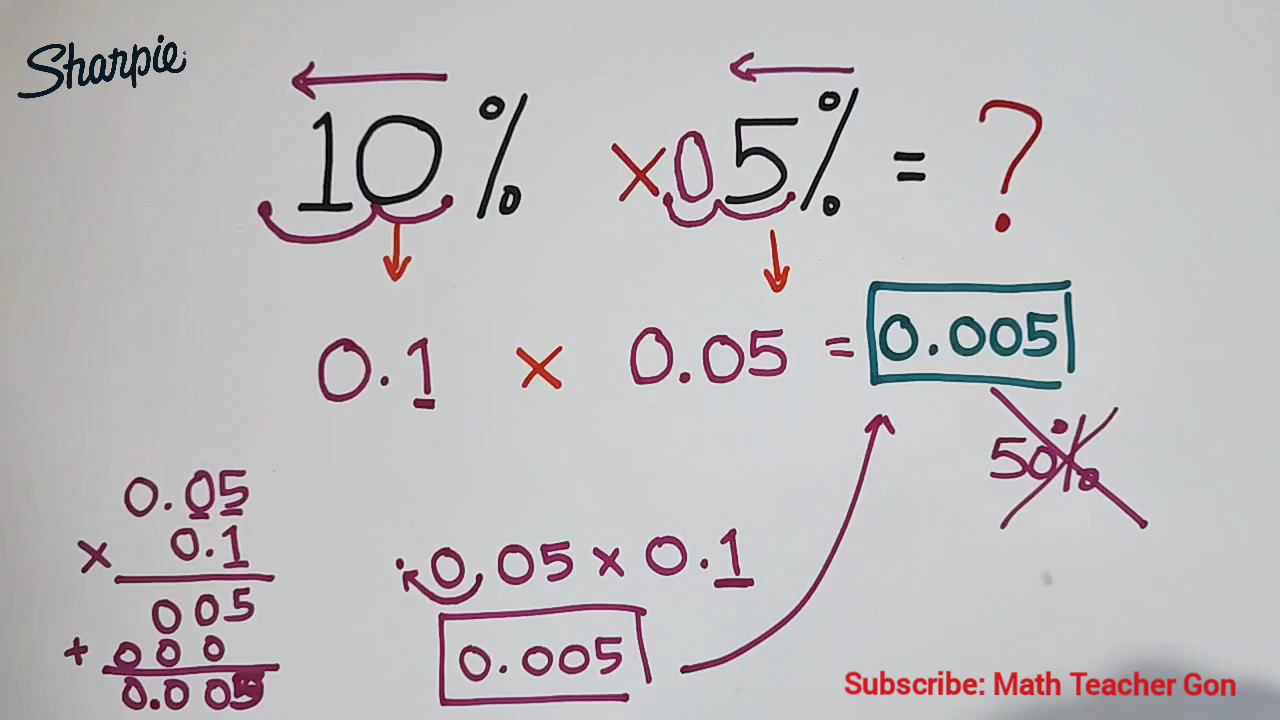 Sharpie
10% × 05% = ?
0.1 × 0.05 = 0.005
50%
0.05
× 0.1
005
+ 000
0.005
0.05 × 0.1
0.005
Subscribe: Math Teacher Gon